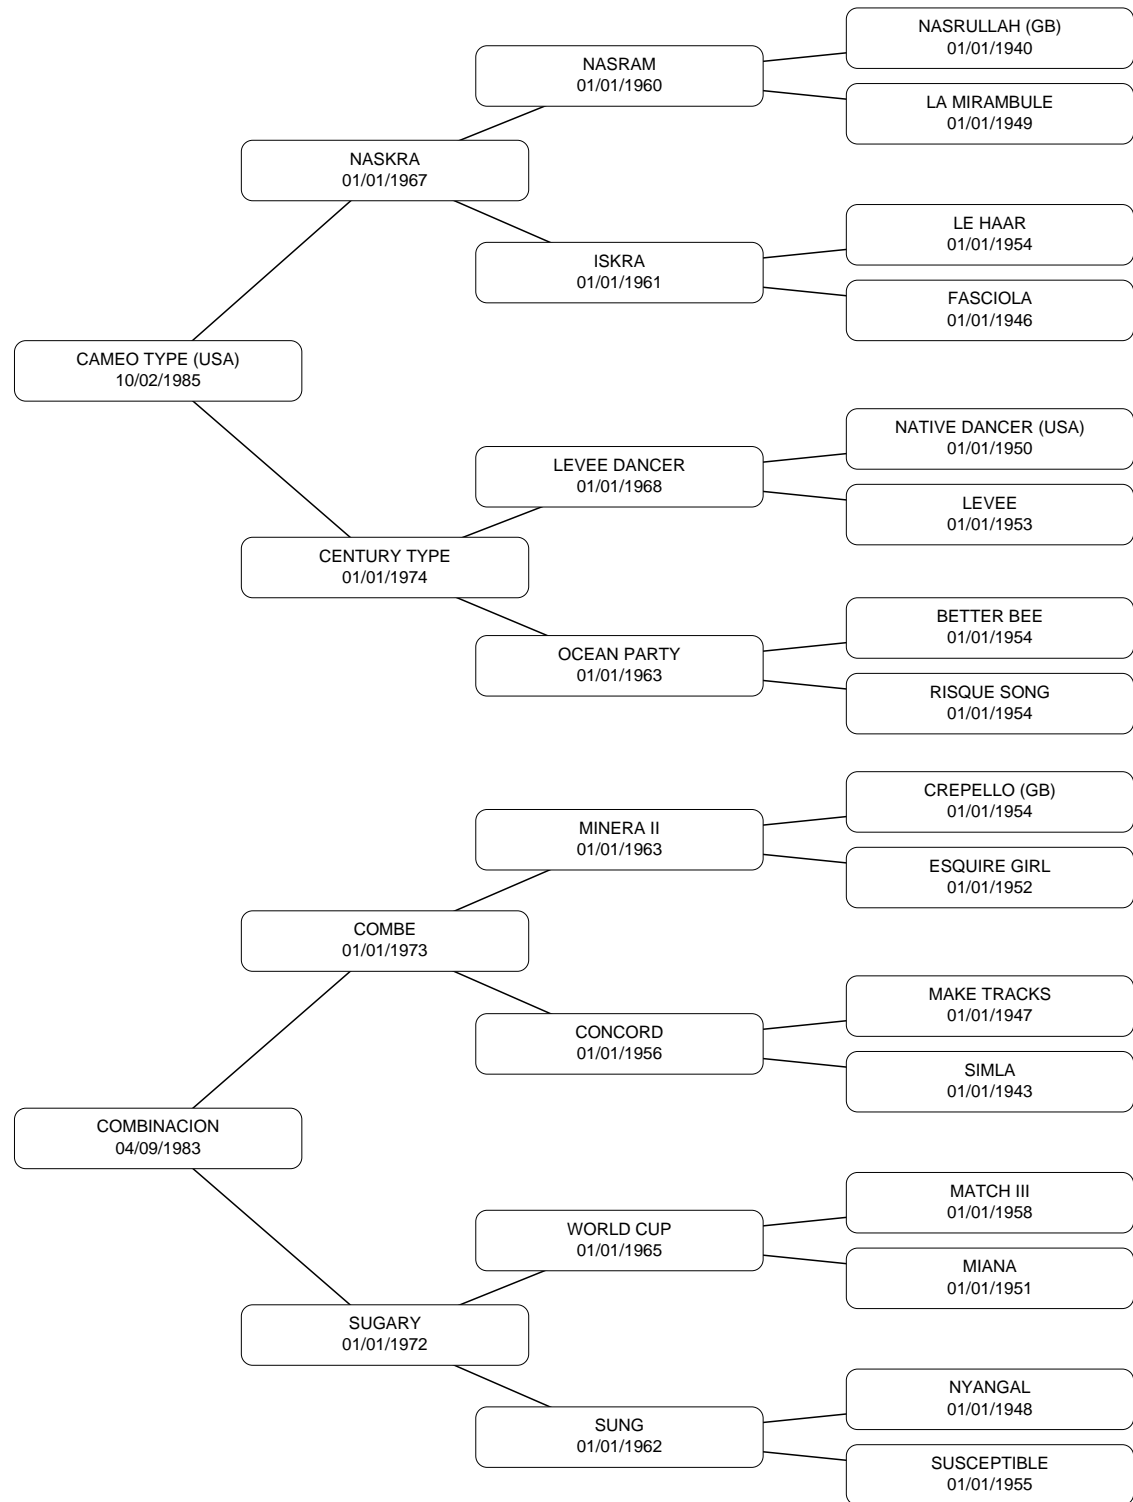 NASRULLAH (GB)
01/01/1940
NASRAM
01/01/1960
LA MIRAMBULE
01/01/1949
NASKRA
01/01/1967
LE HAAR
01/01/1954
ISKRA
01/01/1961
FASCIOLA
01/01/1946
CAMEO TYPE (USA)
10/02/1985
NATIVE DANCER (USA)
01/01/1950
LEVEE DANCER
01/01/1968
LEVEE
01/01/1953
CENTURY TYPE
01/01/1974
BETTER BEE
01/01/1954
OCEAN PARTY
01/01/1963
RISQUE SONG
01/01/1954
CREPELLO (GB)
01/01/1954
MINERA II
01/01/1963
ESQUIRE GIRL
01/01/1952
COMBE
01/01/1973
MAKE TRACKS
01/01/1947
CONCORD
01/01/1956
SIMLA
01/01/1943
COMBINACION
04/09/1983
MATCH III
01/01/1958
WORLD CUP
01/01/1965
MIANA
01/01/1951
SUGARY
01/01/1972
NYANGAL
01/01/1948
SUNG
01/01/1962
SUSCEPTIBLE
01/01/1955